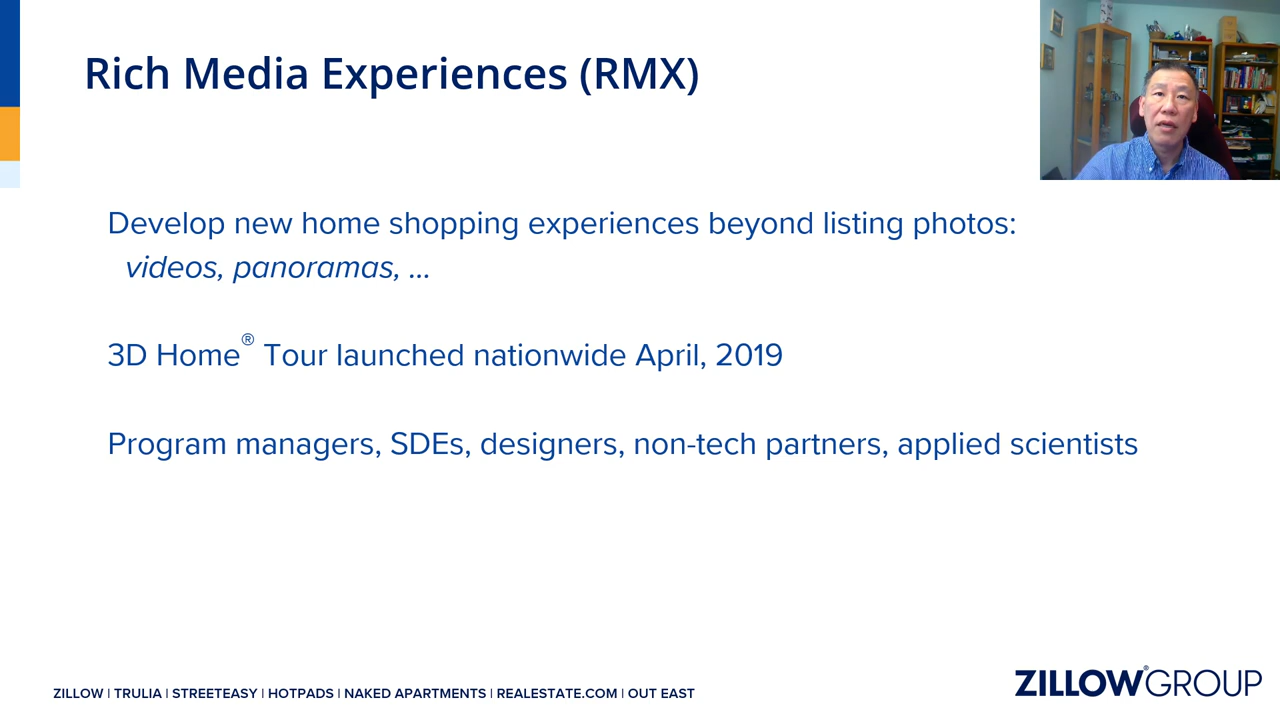 Rich Media Experiences (RMX)
Develop new home shopping experiences beyond listing photos:
videos, panoramas, ...
3D Home® Tour launched nationwide April, 2019
Program managers, SDEs, designers, non-tech partners, applied scientists
ZILLOW | TRULIA | STREETEASY | HOTPADS | NAKED APARTMENTS | REALESTATE.COM | OUT EAST
ZILLOW®GROUP